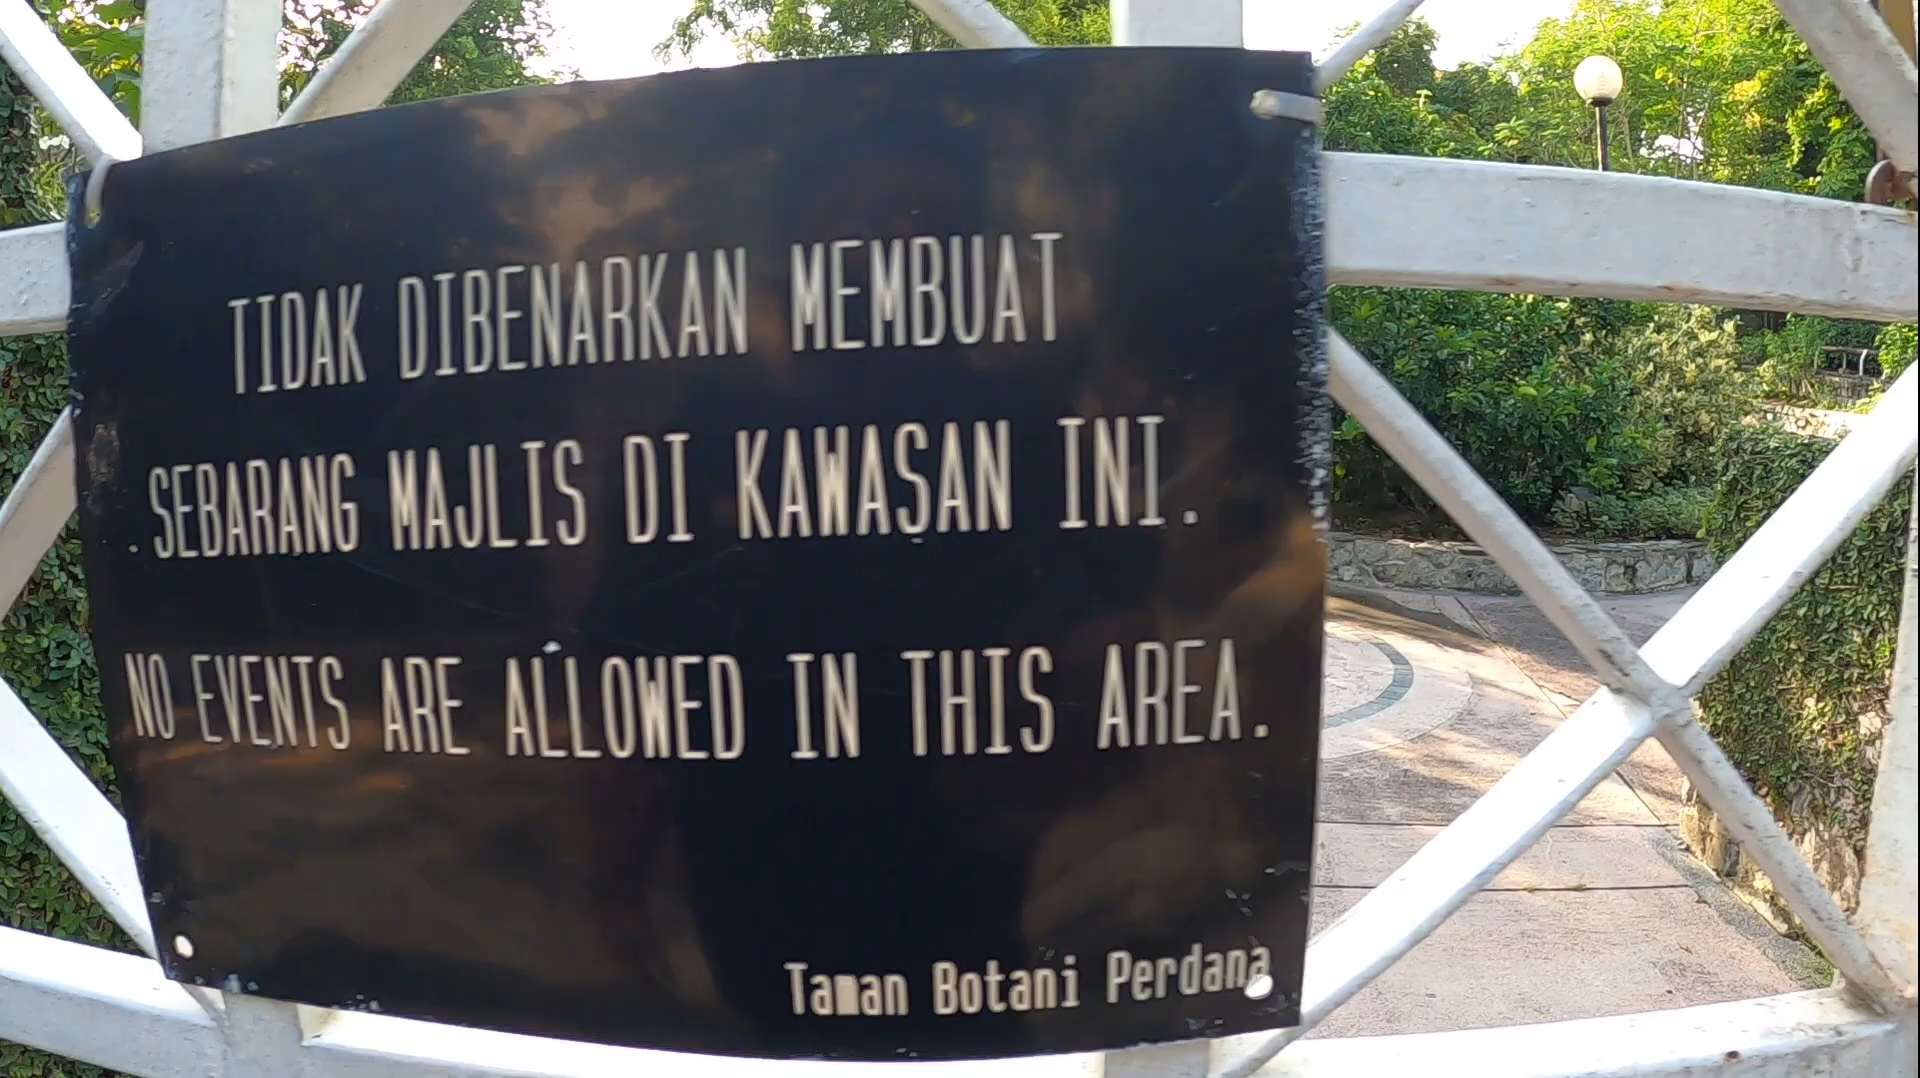 TIDAK DIBENARKAN MEMBUAT
SEBARANG MAJLIS DI KAWASAN INI.
NO EVENTS ARE ALLOWED IN THIS AREA.
Taman Botani Perdana